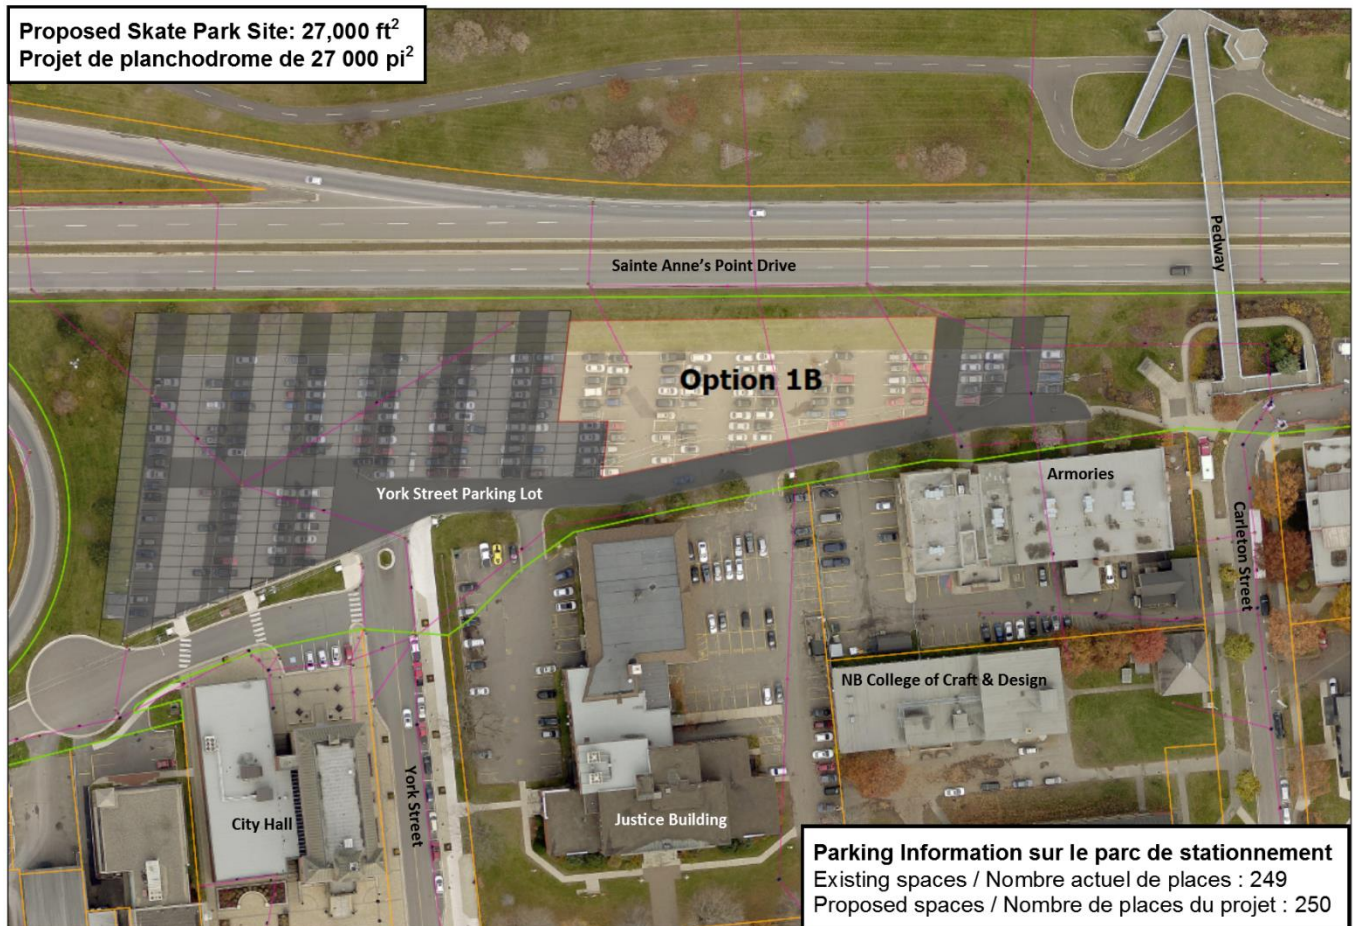 Proposed Skate Park Site: 27,000 ft²
Projet de planchodrome de 27 000 pi²
Pedway
Sainte Anne's Point Drive
Option 1B
York Street Parking Lot
Armories
Carleton Street
NB College of Craft & Design
York Street
City Hall
Justice Building
Parking Information sur le parc de stationnement
Existing spaces / Nombre actuel de places : 249
Proposed spaces / Nombre de places du projet : 250